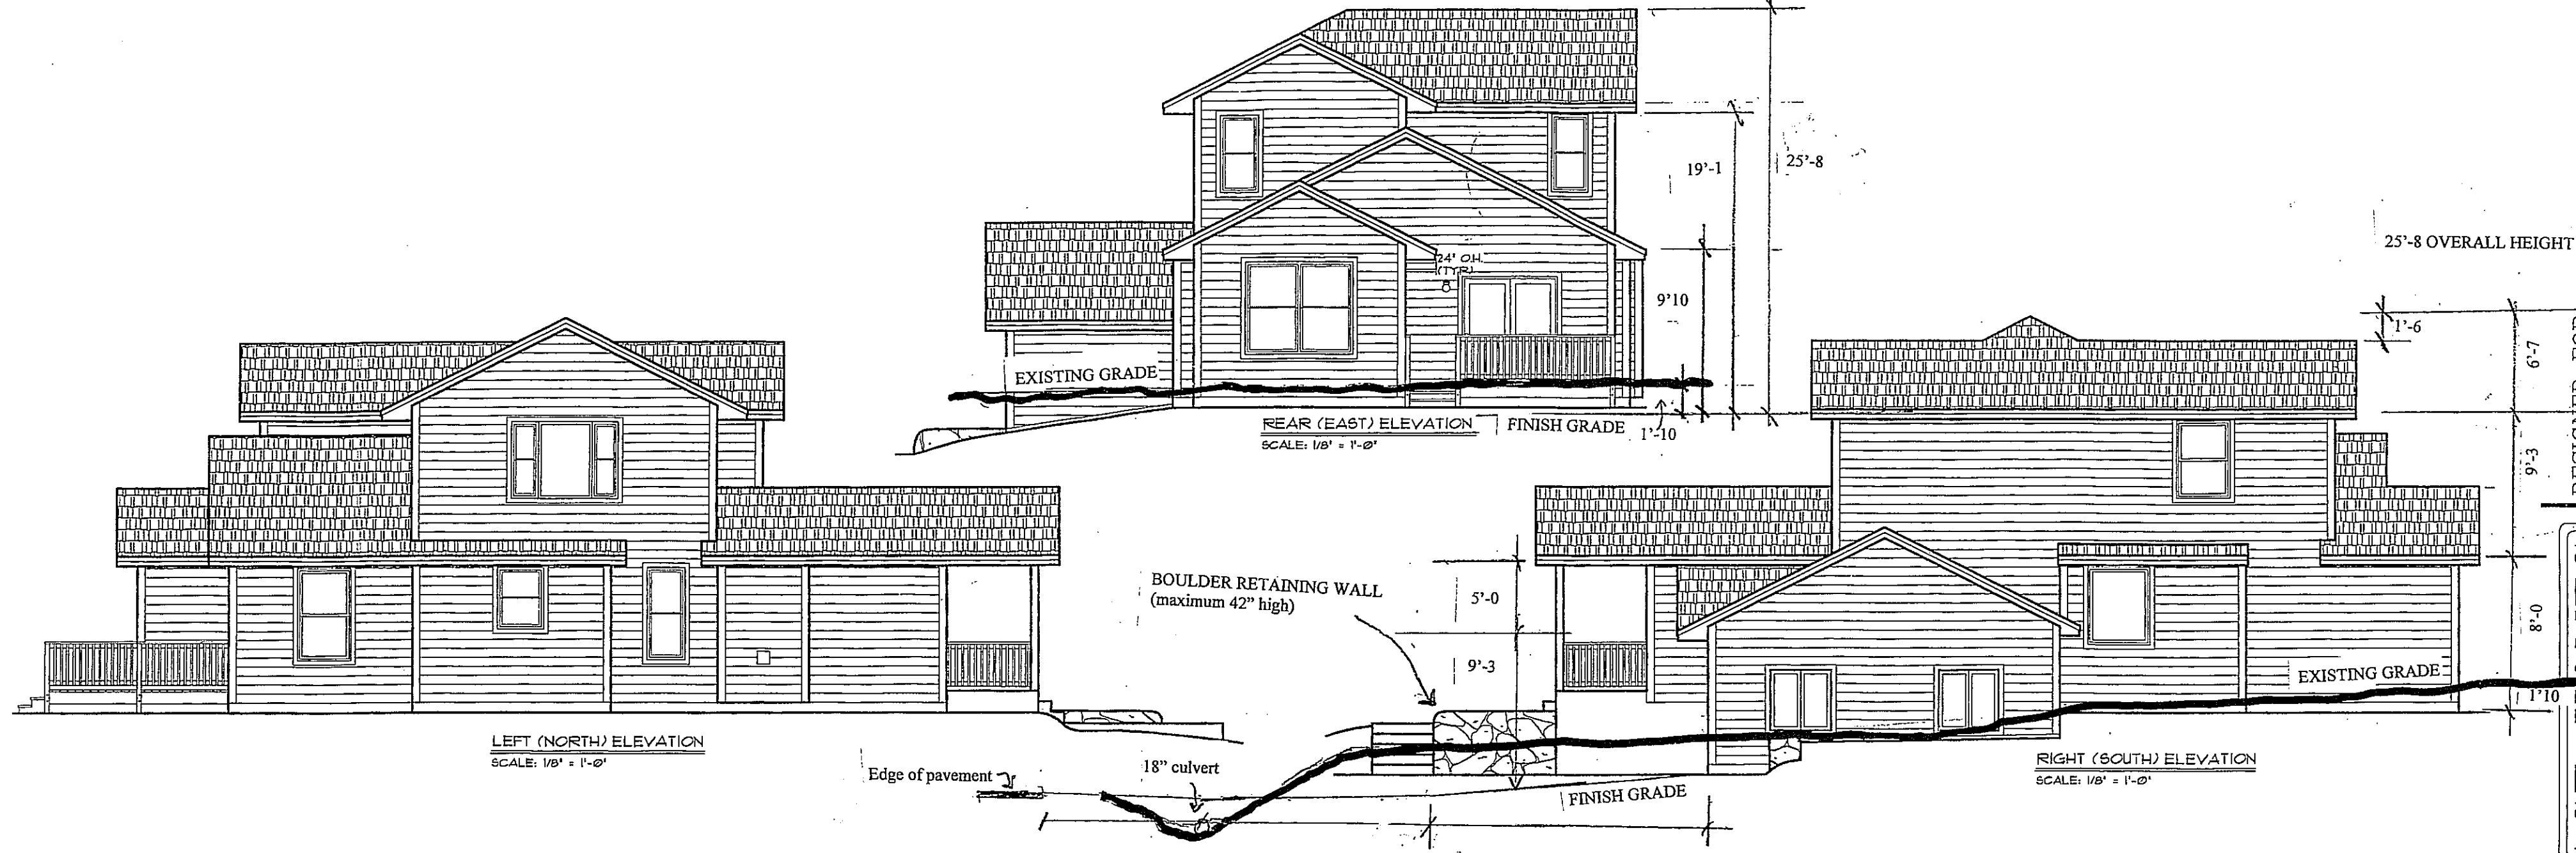 19'-1
25'-8
24' O.H.
(TYP.)
8
9'10
EXISTING GRADE
REAR (EAST) ELEVATION
SCALE: 1/8' = 1'-0'
FINISH GRADE
1'-10
25'-8 OVERALL HEIGHT
1'-6
6'-7
9'-3
8'-0
BOULDER RETAINING WALL
(maximum 42" high)
5'-0
9'-3
EXISTING GRADE
1'10
LEFT (NORTH) ELEVATION
SCALE: 1/8' = 1'-0'
Edge of pavement
18" culvert
FINISH GRADE
RIGHT (SOUTH) ELEVATION
SCALE: 1/8' = 1'-0'